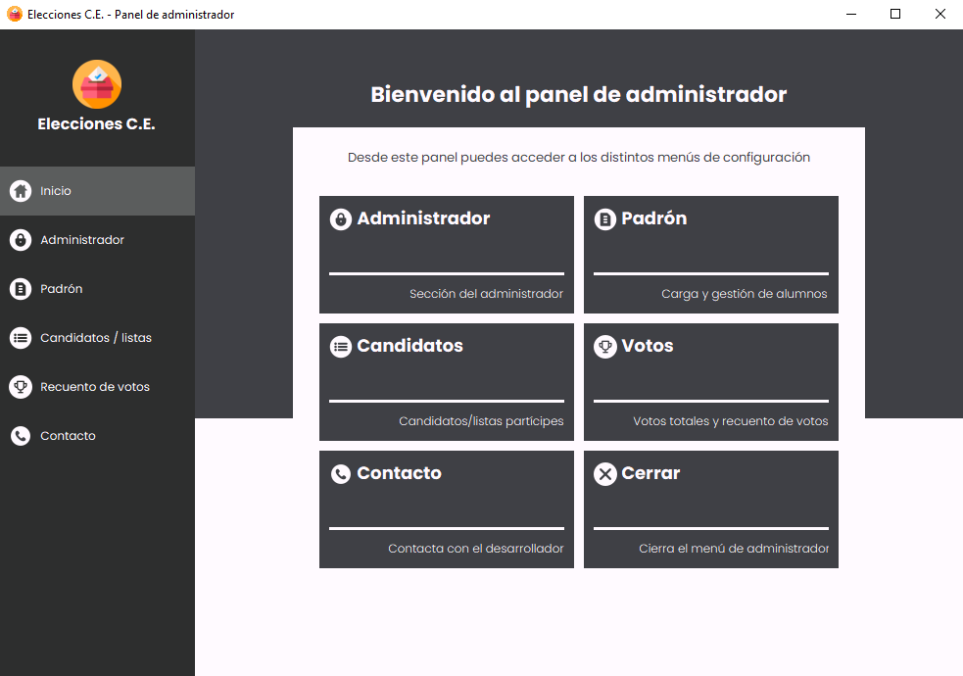 Elecciones C.E. - Panel de administrador
Elecciones C.E.
Inicio
Administrador
Padrón
Candidatos / listas
Recuento de votos
Contacto
Bienvenido al panel de administrador
Desde este panel puedes acceder a los distintos menús de configuración
Administrador
Sección del administrador
Padrón
Carga y gestión de alumnos
Candidatos
Candidatos/listas partícipes
Votos
Votos totales y recuento de votos
Contacto
Contacta con el desarrollador
Cerrar
Cierra el menú de administrador